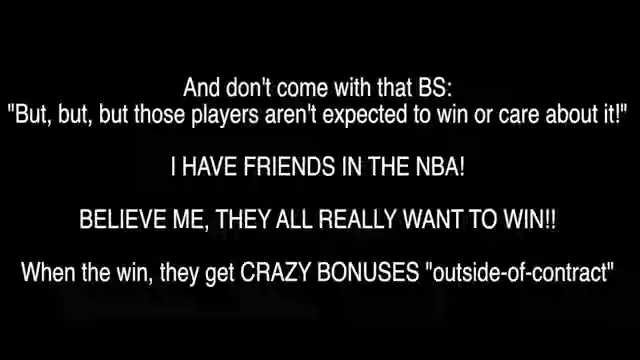 And don't come with that BS:
"But, but, but those players aren't expected to win or care about it!"
I HAVE FRIENDS IN THE NBA!
BELIEVE ME, THEY ALL REALLY WANT TO WIN!!
When the win, they get CRAZY BONUSES "outside-of-contract"